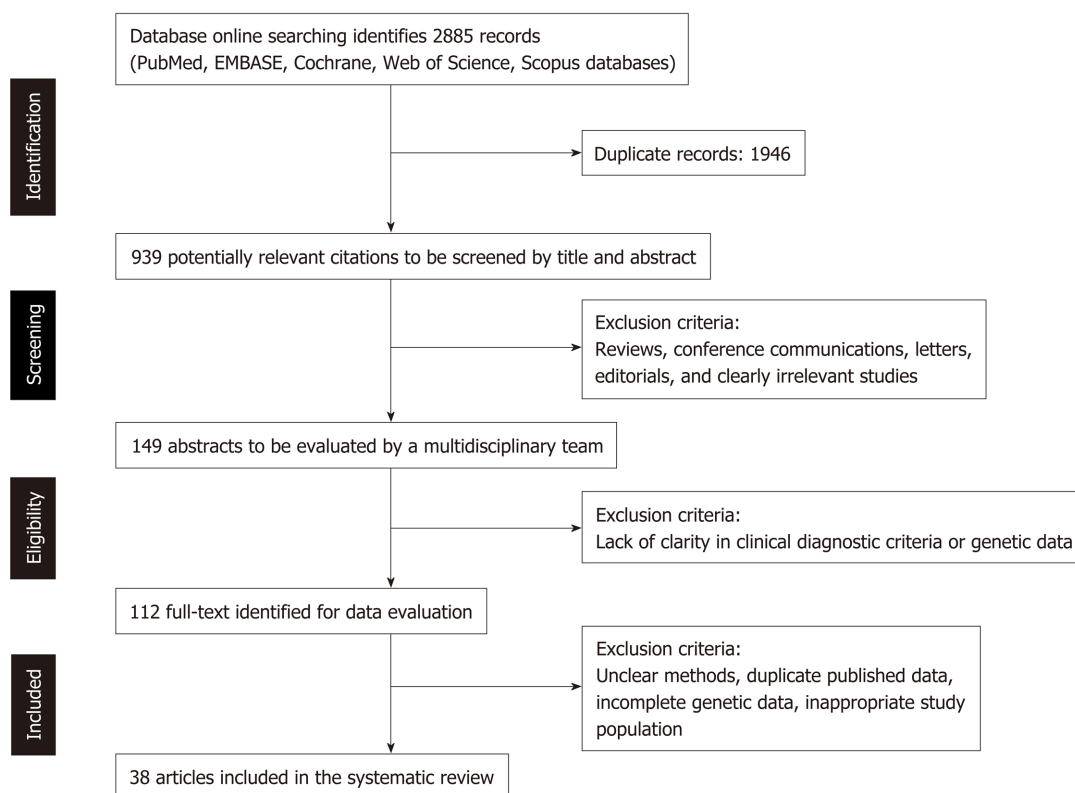 Database online searching identifies 2885 records
(PubMed, EMBASE, Cochrane, Web of Science, Scopus databases)
Identification
Duplicate records: 1946
939 potentially relevant citations to be screened by title and abstract
Screening
Exclusion criteria:
Reviews, conference communications, letters,
editorials, and clearly irrelevant studies
149 abstracts to be evaluated by a multidisciplinary team
Eligibility
Exclusion criteria:
Lack of clarity in clinical diagnostic criteria or genetic data
112 full-text identified for data evaluation
Included
Exclusion criteria:
Unclear methods, duplicate published data,
incomplete genetic data, inappropriate study
population
38 articles included in the systematic review